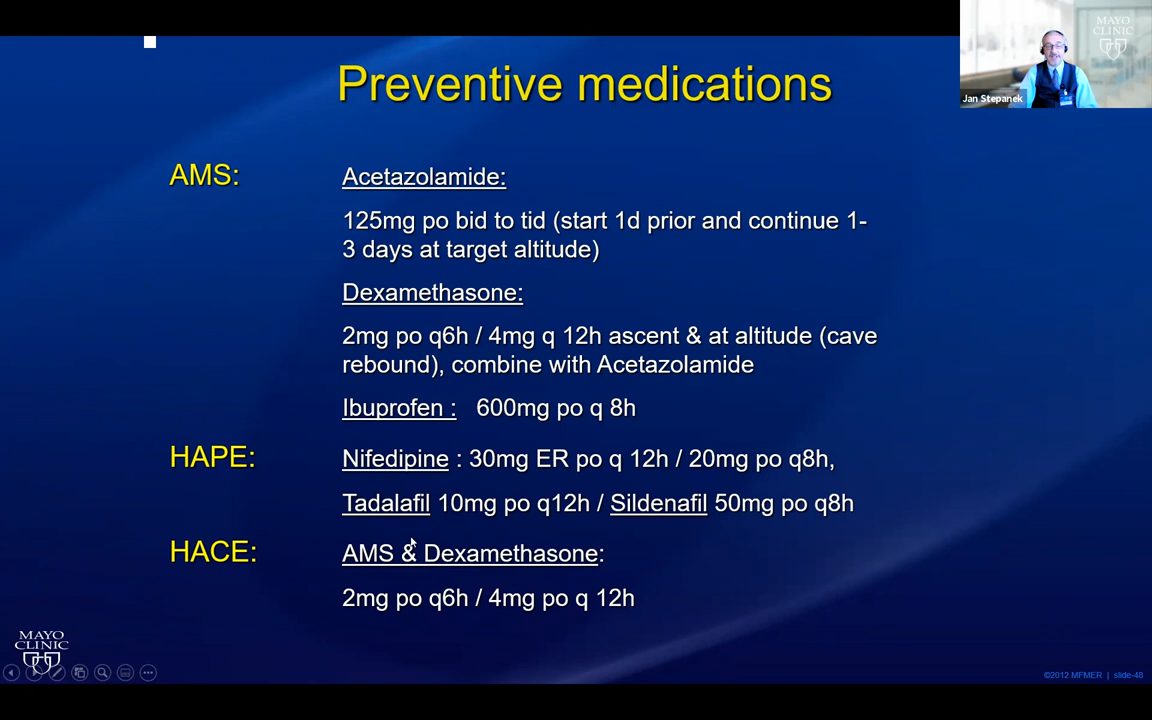 MAYO
CLINIC
Jan Stepanek
Preventive medications
AMS:
Acetazolamide:
125mg po bid to tid (start 1d prior and continue 1-
3 days at target altitude)
Dexamethasone:
2mg po q6h / 4mg q 12h ascent & at altitude (cave
rebound), combine with Acetazolamide
Ibuprofen : 600mg po q 8h
HAPE:
Nifedipine : 30mg ER po q 12h / 20mg po q8h,
Tadalafil 10mg po q12h / Sildenafil 50mg po q8h
HACE:
AMS & Dexamethasone:
2mg po q6h / 4mg po q 12h
MAYO
CLINIC
©2012 MFMER | slide-48